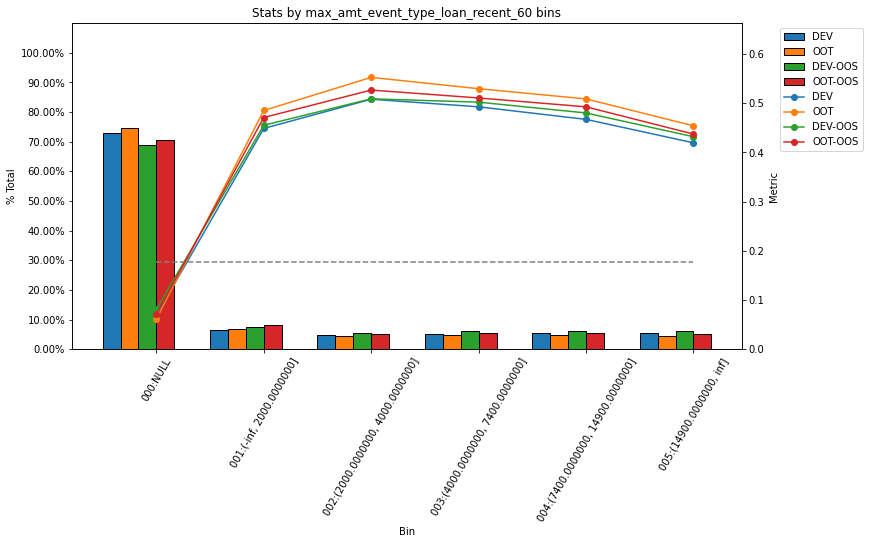 Stats by max_amt_event_type_loan_recent_60 bins
% Total
100.00%
90.00%
80.00%
70.00%
60.00%
50.00%
40.00%
30.00%
20.00%
10.00%
0.00%
000:NULL
001:(-inf, 2000.0000000]
002:(2000.0000000, 4000.0000000]
003:(4000.0000000, 7400.0000000]
004:(7400.0000000, 14900.0000000]
005:(14900.0000000, inf]
Bin
0.6
0.5
0.4
0.3
0.2
0.1
0.0
Metric
DEV
OOT
DEV-OOS
OOT-OOS
DEV
OOT
DEV-OOS
OOT-OOS